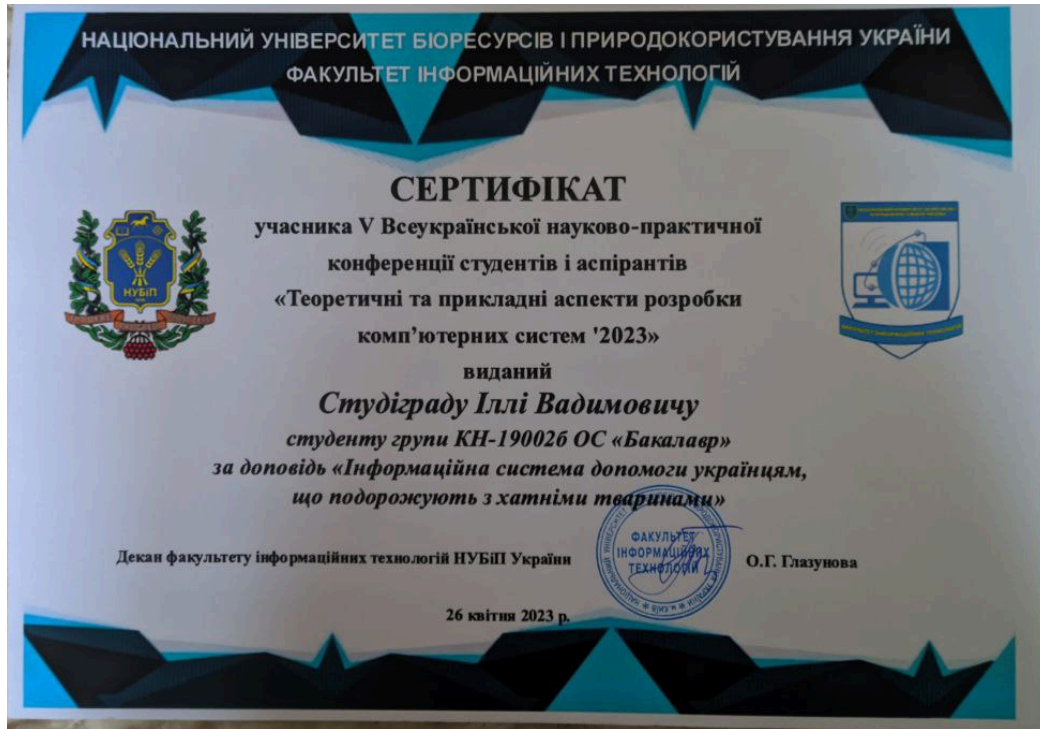 НАЦІОНАЛЬНИЙ УНІВЕРСИТЕТ БІОРЕСУРСІВ І ПРИРОДОКОРИСТУВАННЯ УКРАЇНИ
ФАКУЛЬТЕТ ІНФОРМАЦІЙНИХ ТЕХНОЛОГІЙ
СЕРТИФІКАТ
учасника V Всеукраїнської науково-практичної
конференції студентів і аспірантів
«Теоретичні та прикладні аспекти розробки
комп’ютерних систем '2023»
виданий
НУБіП
Студіграду Іллі Вадимовичу
студенту групи КН-19002б ОС «Бакалавр»
за доповідь «Інформаційна система допомоги українцям,
що подорожують з хатніми тваринами»
Декан факультету інформаційних технологій НУБіП України
ФАКУЛЬТЕТ
ІНФОРМАЦІЙНИХ
ТЕХНОЛОГІЙ
О.Г. Глазунова
26 квітня 2023 р.